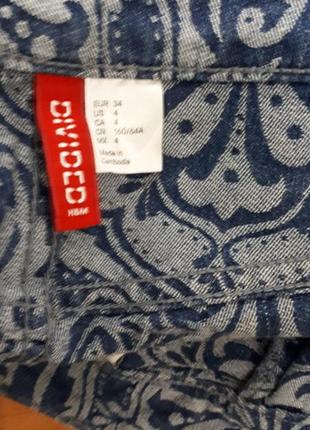 DIVIDED
H&M
EUR 34
US 4
CA 4
CN 160/64A
MX 4
Made in
Cambodia